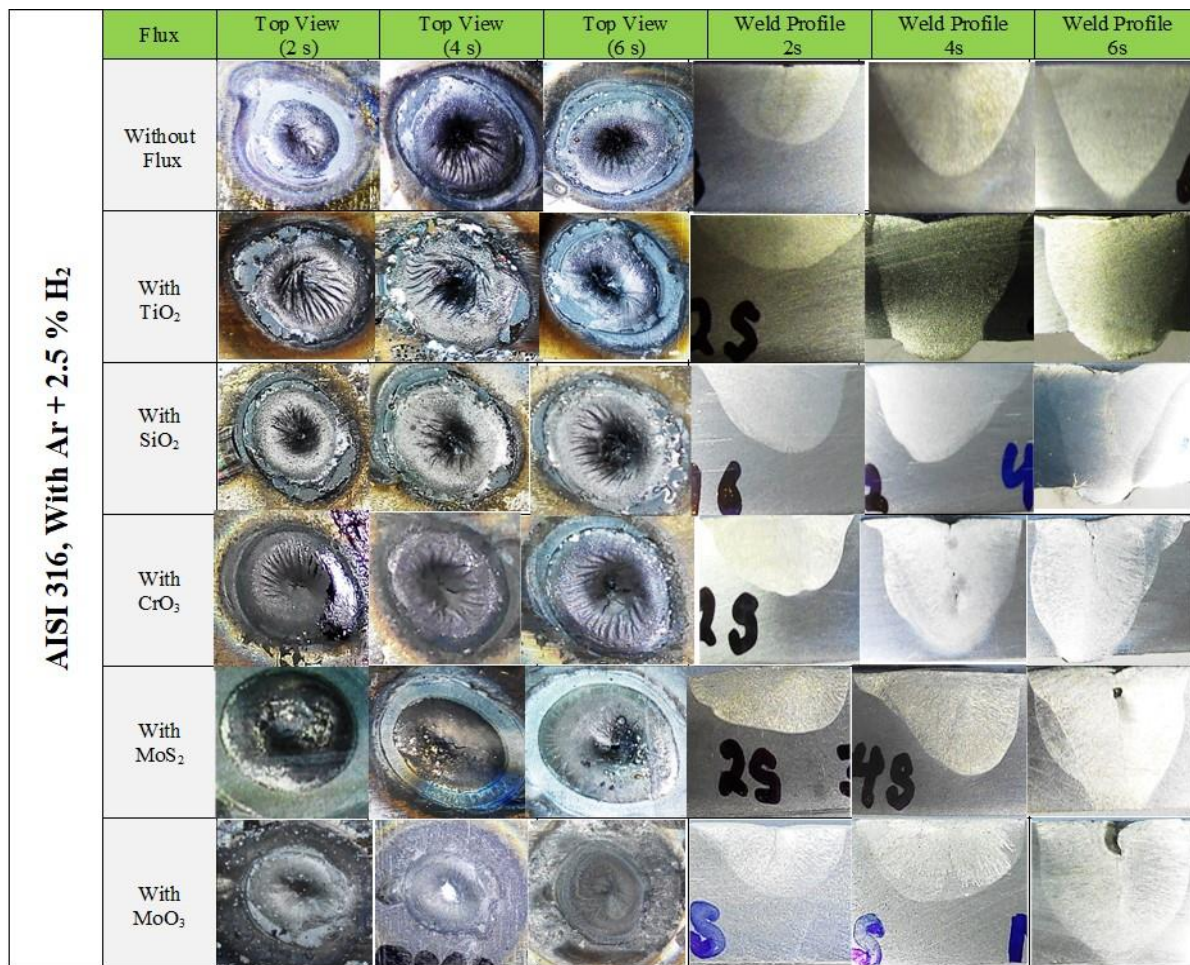 AISI 316, With Ar + 2.5 % H₂
Flux
Top View
(2 s)
Top View
(4 s)
Top View
(6 s)
Weld Profile
2s
Weld Profile
4s
Weld Profile
6s
Without
Flux
With
TiO₂
2S
With
SiO₂
6
4
With
CrO₃
2S
With
MoS₂
2S
4S
With
MoO₃
S
S